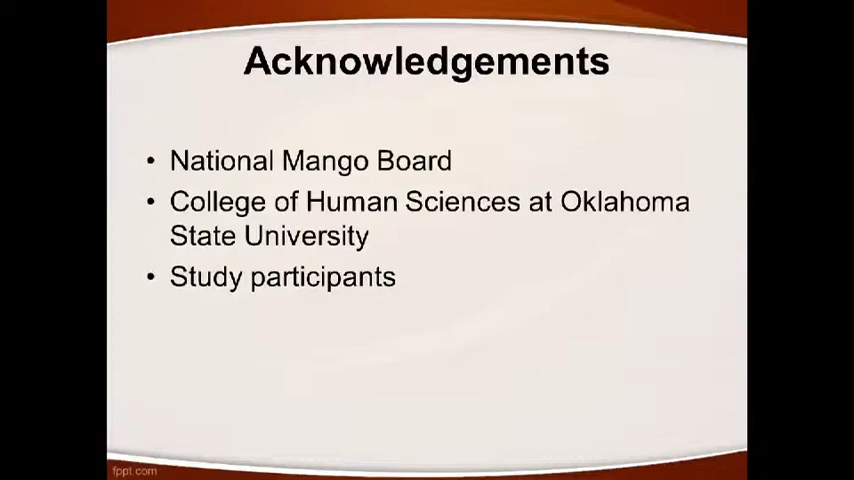 Acknowledgements
• National Mango Board
• College of Human Sciences at Oklahoma
State University
• Study participants
fppt.com